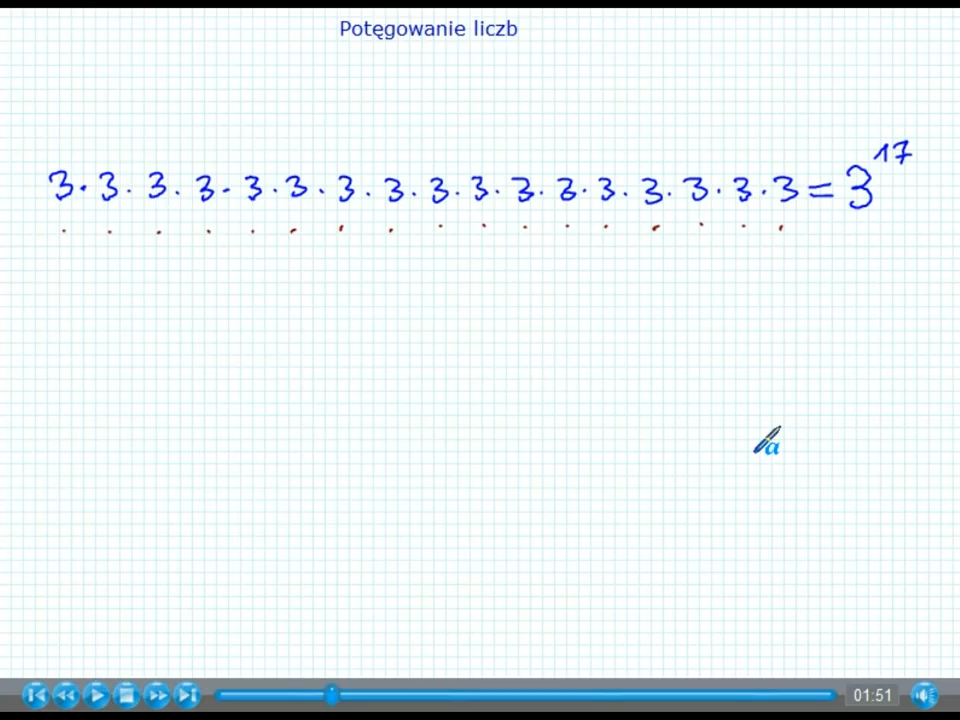 Potęgowanie liczb
3 · 3 · 3 · 3 · 3 · 3 · 3 · 3 · 3 · 3 · 3 · 3 · 3 · 3 · 3 · 3 · 3 = 3¹⁷
a
01:51